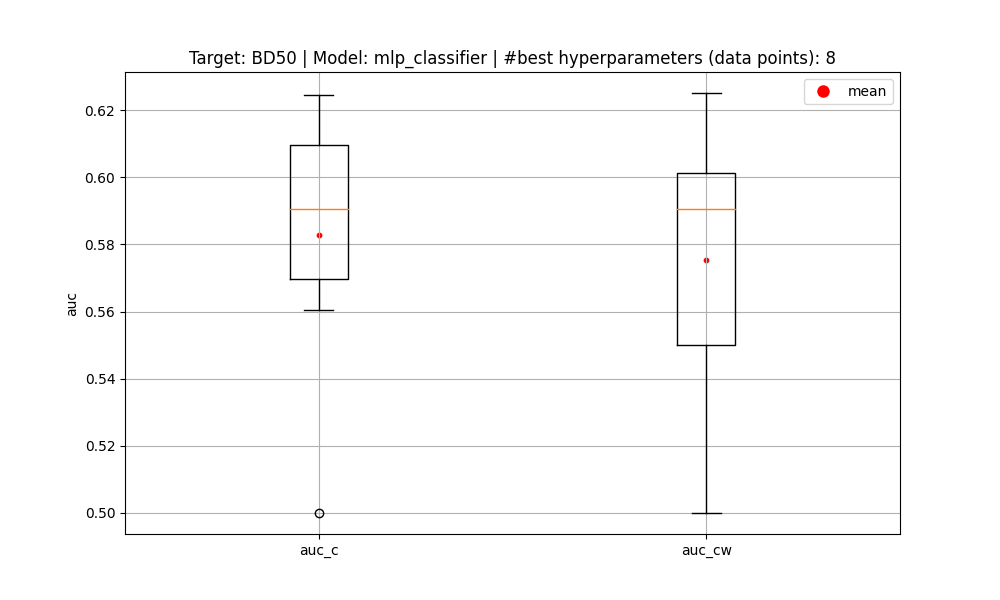 Target: BD50 | Model: mlp_classifier | #best hyperparameters (data points): 8
mean
0.62
0.60
0.58
0.56
0.54
0.52
0.50
auc
auc_c
auc_cw